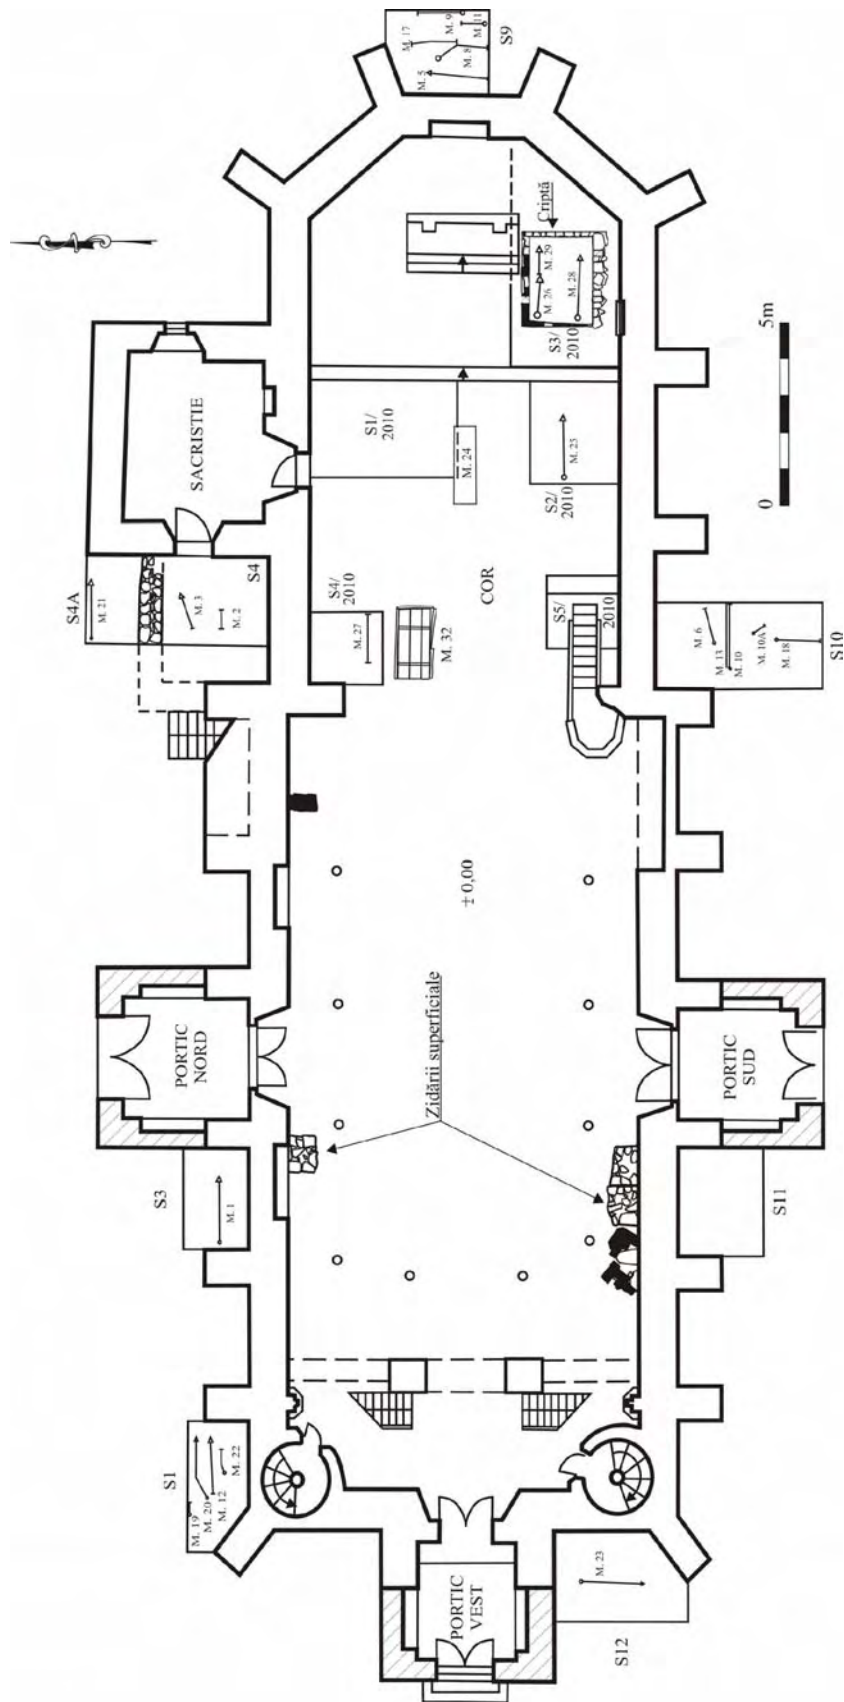 M. 17
M. 9
M. 11
M. 8
M. 5
S9
Criptă
M. 29
M. 26
M. 28
S3/
2010
5m
0
SACRISTIE
S1/
2010
M. 24
M. 25
S2/
2010
COR
S4A
M. 21
M. 3
M. 2
S4
S4/
2010
M. 27
M. 32
S5/
2010
M. 6
M. 13
M. 10
M. 10A
M. 18
S10
± 0,00
PORTIC
NORD
Zidării superficiale
PORTIC
SUD
S3
M. 1
S11
S1
M. 19
M. 20
M. 12
M. 22
PORTIC
VEST
M. 23
S12